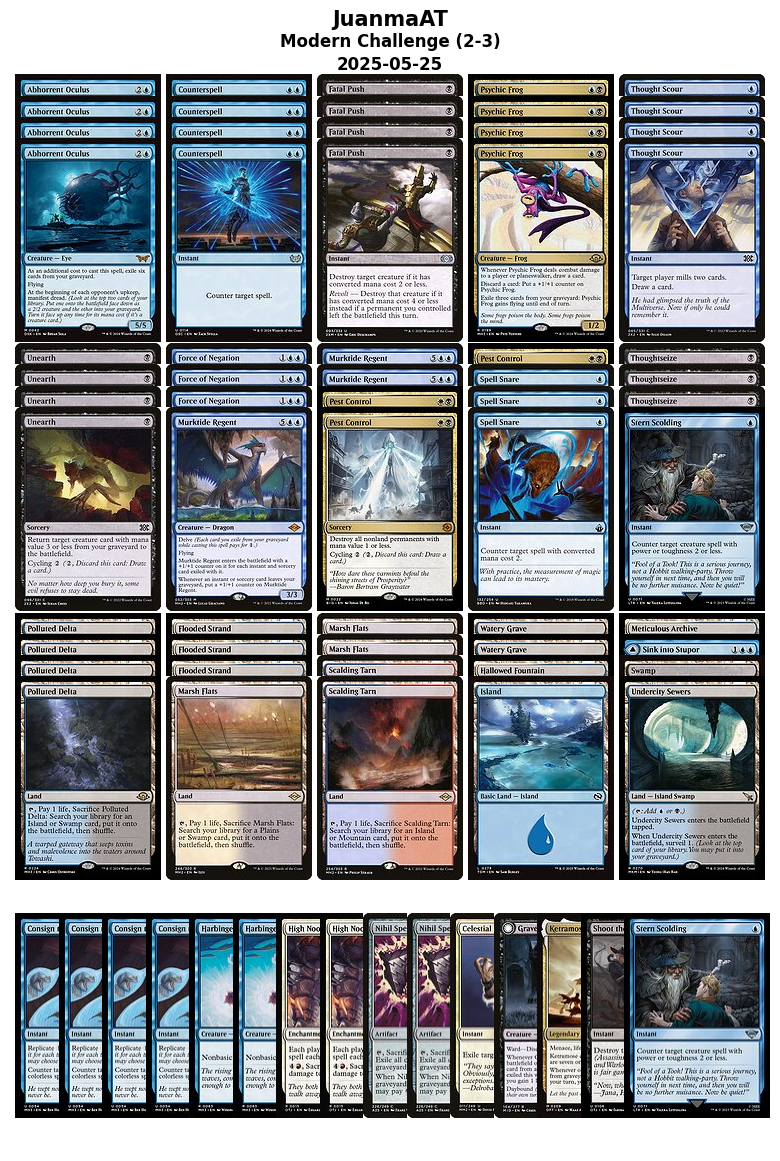 JuanmaAT
Modern Challenge (2-3)
2025-05-25
Abhorrent Oculus
Abhorrent Oculus
Abhorrent Oculus
Abhorrent Oculus
Creature — Eye
As an additional cost to cast this spell, exile six
cards from your graveyard.
Flying
At the beginning of each opponent's upkeep,
manifest dread. (Look at the top two cards of
your library. Put one onto the battlefield face down as
a 2/2 creature and the other into your graveyard.
Turn it face up any time for its mana cost if it's a
creature card.)
5/5
Counterspell
Counterspell
Counterspell
Counterspell
Instant
Counter target spell.
Fatal Push
Fatal Push
Fatal Push
Fatal Push
Instant
Destroy target creature if it has
converted mana cost 2 or less.
Revolt — Destroy that creature if it
has converted mana cost 4 or less
instead if a permanent you controlled
left the battlefield this turn.
Psychic Frog
Psychic Frog
Psychic Frog
Psychic Frog
Creature — Frog
Whenever Psychic Frog deals combat damage
to a player or planeswalker, draw a card.
Discard a card: Put a +1/+1 counter on
Psychic Frog.
Exile three cards from your graveyard: Psychic
Frog gains flying until end of turn.
Some frogs poison the body. Some frogs poison
the mind.
1/2
Thought Scour
Thought Scour
Thought Scour
Thought Scour
Instant
Target player mills two cards.
Draw a card.
He had glimpsed the truth of the
Multiverse. Now if only he could
remember it.
Unearth
Unearth
Unearth
Unearth
Sorcery
Return target creature card with mana
value 3 or less from your graveyard to
the battlefield.
Cycling 2 (2, Discard this card: Draw
a card.)
No matter how deep you bury it, some
evil refuses to stay dead.
Force of Negation
Force of Negation
Force of Negation
Murktide Regent
Creature — Dragon
Delve (Each card you exile from your graveyard
while casting this spell pays for 1.)
Flying
Murktide Regent enters the battlefield with a
+1/+1 counter on it for each instant and sorcery
card exiled with it.
Whenever an instant or sorcery card leaves your
graveyard, put a +1/+1 counter on Murktide
Regent.
3/3
Murktide Regent
Murktide Regent
Pest Control
Pest Control
Sorcery
Destroy all nonland permanents with
mana value 1 or less.
Cycling 2 (2, Discard this card: Draw a
card.)
"How dare these varmints befoul the
shining streets of Prosperity?"
—Baron Bertram Graywater
Pest Control
Spell Snare
Spell Snare
Spell Snare
Instant
Counter target spell with converted
mana cost 2.
With practice, the measurement of magic
can lead to its mastery.
Thoughtseize
Thoughtseize
Thoughtseize
Stern Scolding
Instant
Counter target creature spell with
power or toughness 2 or less.
"Fool of a Took! This is a serious journey,
not a Hobbit walking-party. Throw
yourself in next time, and then you will
be no further nuisance. Now be quiet!"
Polluted Delta
Polluted Delta
Polluted Delta
Polluted Delta
Land
, Pay 1 life, Sacrifice Polluted
Delta: Search your library for an
Island or Swamp card, put it onto
the battlefield, then shuffle.
A warped gateway that seeps toxins
and malevolence into the waters around
Towashi.
Flooded Strand
Flooded Strand
Flooded Strand
Marsh Flats
Land
, Pay 1 life, Sacrifice Marsh Flats:
Search your library for a Plains
or Swamp card, put it onto the
battlefield, then shuffle.
Marsh Flats
Marsh Flats
Scalding Tarn
Scalding Tarn
Land
, Pay 1 life, Sacrifice Scalding Tarn:
Search your library for an Island
or Mountain card, put it onto the
battlefield, then shuffle.
Watery Grave
Watery Grave
Hallowed Fountain
Island
Basic Land — Island
Meticulous Archive
Sink into Stupor
Swamp
Undercity Sewers
Land — Island Swamp
Undercity Sewers enters the battlefield
tapped.
When Undercity Sewers enters the
battlefield, surveil 1. (Look at the top card
of your library. You may put it into
your graveyard.)
Consign
Consign
Consign
Consign
Harbinge
Harbinge
High Noo
High Noo
Nihil Spe
Nihil Spe
Celestial
Grave
Ketramos
Shoot th
Stern Scolding
Instant
Counter target creature spell with
power or toughness 2 or less.
"Fool of a Took! This is a serious journey,
not a Hobbit walking-party. Throw
yourself in next time, and then you will
be no further nuisance. Now be quiet!"